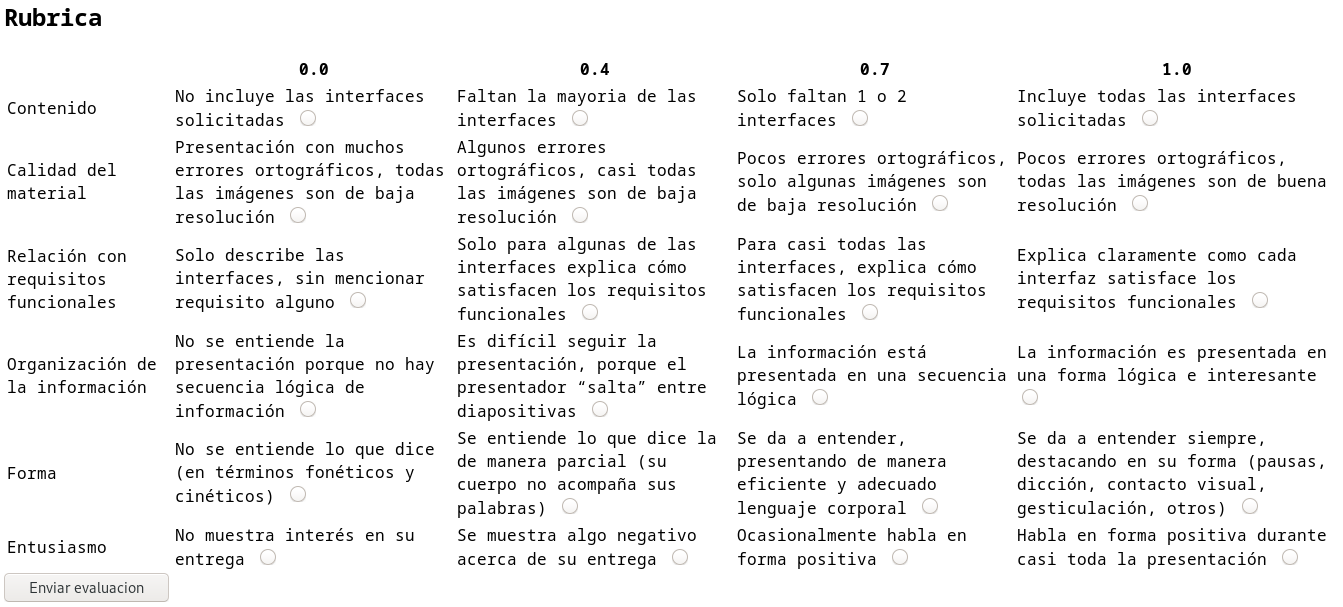 Rubrica
0.0 0.4 0.7 1.0
Contenido
No incluye las interfaces
solicitadas
Faltan la mayoria de las
interfaces
Solo faltan 1 o 2
interfaces
Incluye todas las interfaces
solicitadas
Calidad del
material
Presentación con muchos
errores ortográficos, todas
las imágenes son de baja
resolución
Algunos errores
ortográficos, casi todas
las imágenes son de baja
resolución
Pocos errores ortográficos,
solo algunas imágenes son
de baja resolución
Pocos errores ortográficos,
todas las imágenes son de buena
resolución
Relación con
requisitos
funcionales
Solo describe las
interfaces, sin mencionar
requisito alguno
Solo para algunas de las
interfaces explica cómo
satisfacen los requisitos
funcionales
Para casi todas las
interfaces, explica cómo
satisfacen los requisitos
funcionales
Explica claramente como cada
interfaz satisface los
requisitos funcionales
Organización de
la información
No se entiende la
presentación porque no hay
secuencia lógica de
información
Es difícil seguir la
presentación, porque el
presentador “salta” entre
diapositivas
La información está
presentada en una secuencia
lógica
La información es presentada en
una forma lógica e interesante
Forma
No se entiende lo que dice
(en términos fonéticos y
cinéticos)
Se entiende lo que dice la
de manera parcial (su
cuerpo no acompaña sus
palabras)
Se da a entender,
presentando de manera
eficiente y adecuado
lenguaje corporal
Se da a entender siempre,
destacando en su forma (pausas,
dicción, contacto visual,
gesticulación, otros)
Entusiasmo
No muestra interés en su
entrega
Se muestra algo negativo
acerca de su entrega
Ocasionalmente habla en
forma positiva
Habla en forma positiva durante
casi toda la presentación
Enviar evaluacion